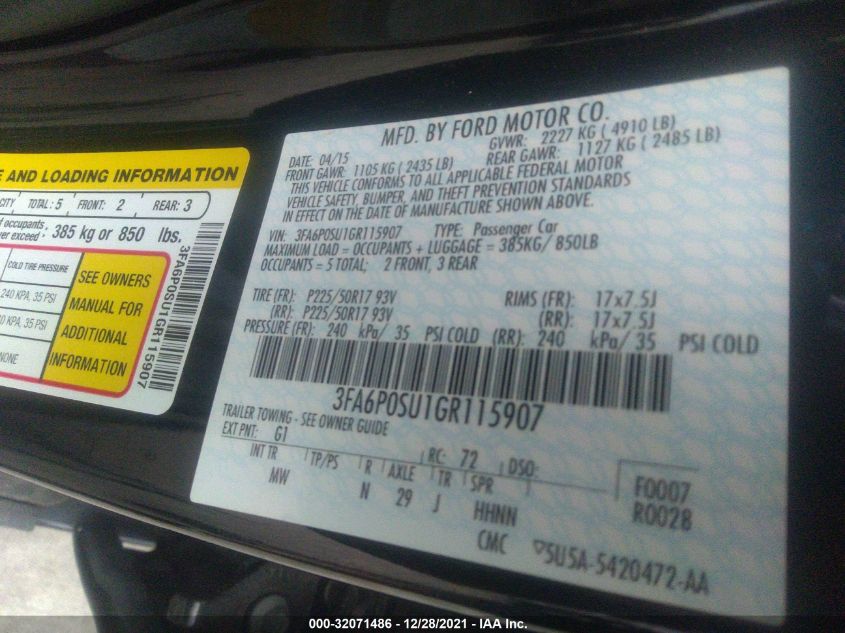 E AND LOADING INFORMATION
CITY TOTAL: 5 FRONT: 2 REAR: 3
of occupants,
ver exceed - 385 kg or 850 lbs.
COLD TIRE PRESSURE
240 KPA, 35 PSI
0 KPA, 35 PSI
NONE
SEE OWNERS
MANUAL FOR
ADDITIONAL
INFORMATION
3FA6P0SU1GR115907
MFD. BY FORD MOTOR CO.
DATE: 04/15 GVWR: 2227 KG ( 4910 LB)
FRONT GAWR: 1105 KG ( 2435 LB) REAR GAWR: 1127 KG ( 2485 LB)
THIS VEHICLE CONFORMS TO ALL APPLICABLE FEDERAL MOTOR
VEHICLE SAFETY, BUMPER, AND THEFT PREVENTION STANDARDS
IN EFFECT ON THE DATE OF MANUFACTURE SHOWN ABOVE.
VIN: 3FA6P0SU1GR115907 TYPE: Passenger Car
MAXIMUM LOAD = OCCUPANTS + LUGGAGE = 385KG/ 850LB
OCCUPANTS = 5 TOTAL; 2 FRONT, 3 REAR
TIRE (FR): P225/50R17 93V RIMS (FR): 17x7.5J
(RR): P225/50R17 93V (RR): 17x7.5J
PRESSURE (FR): 240 kPa/ 35 PSI COLD (RR): 240 kPa/ 35 PSI COLD
3FA6P0SU1GR115907
TRAILER TOWING - SEE OWNER GUIDE
EXT PNT: G1 RC: 72 DSO:
INT TR TP/PS R AXLE TR SPR
MW N 29 J HHNN
F0007
R0028
CMC ▽5U5A-5420472-AA
000-32071486 - 12/28/2021 - IAA Inc.